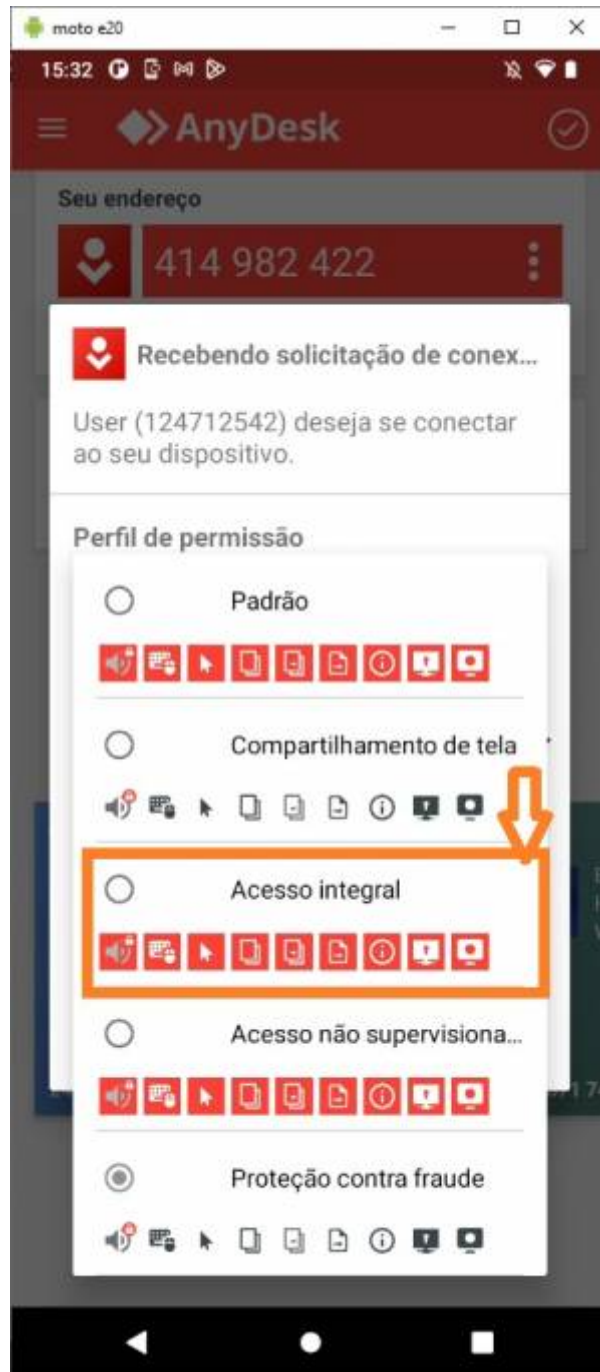 moto e20
15:32
AnyDesk
Seu endereço
414 982 422
Recebendo solicitação de conex...
User (124712542) deseja se conectar
ao seu dispositivo.
Perfil de permissão
Padrão
Compartilhamento de tela
Acesso integral
Acesso não supervisiona...
Proteção contra fraude